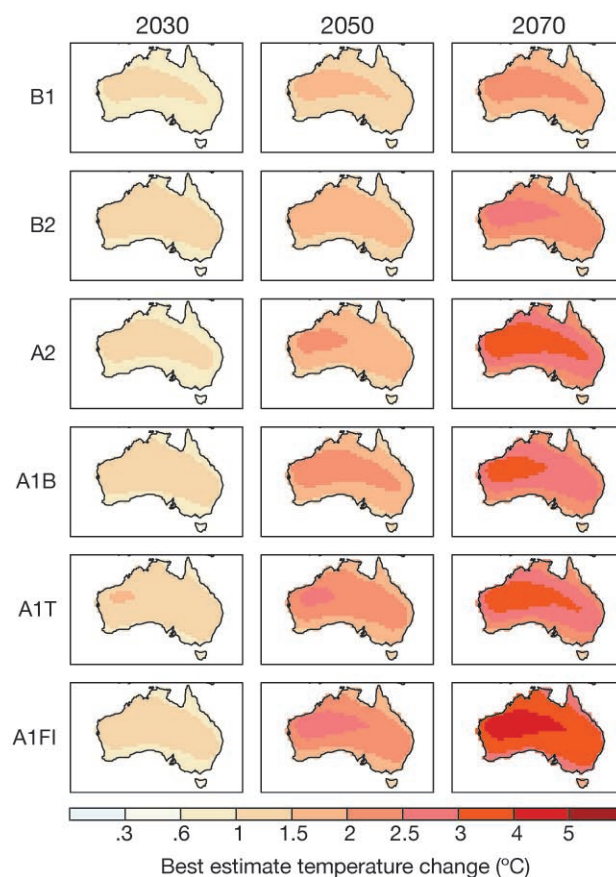 2030 2050 2070
B1
B2
A2
A1B
A1T
A1FI
.3 .6 1 1.5 2 2.5 3 4 5
Best estimate temperature change (°C)